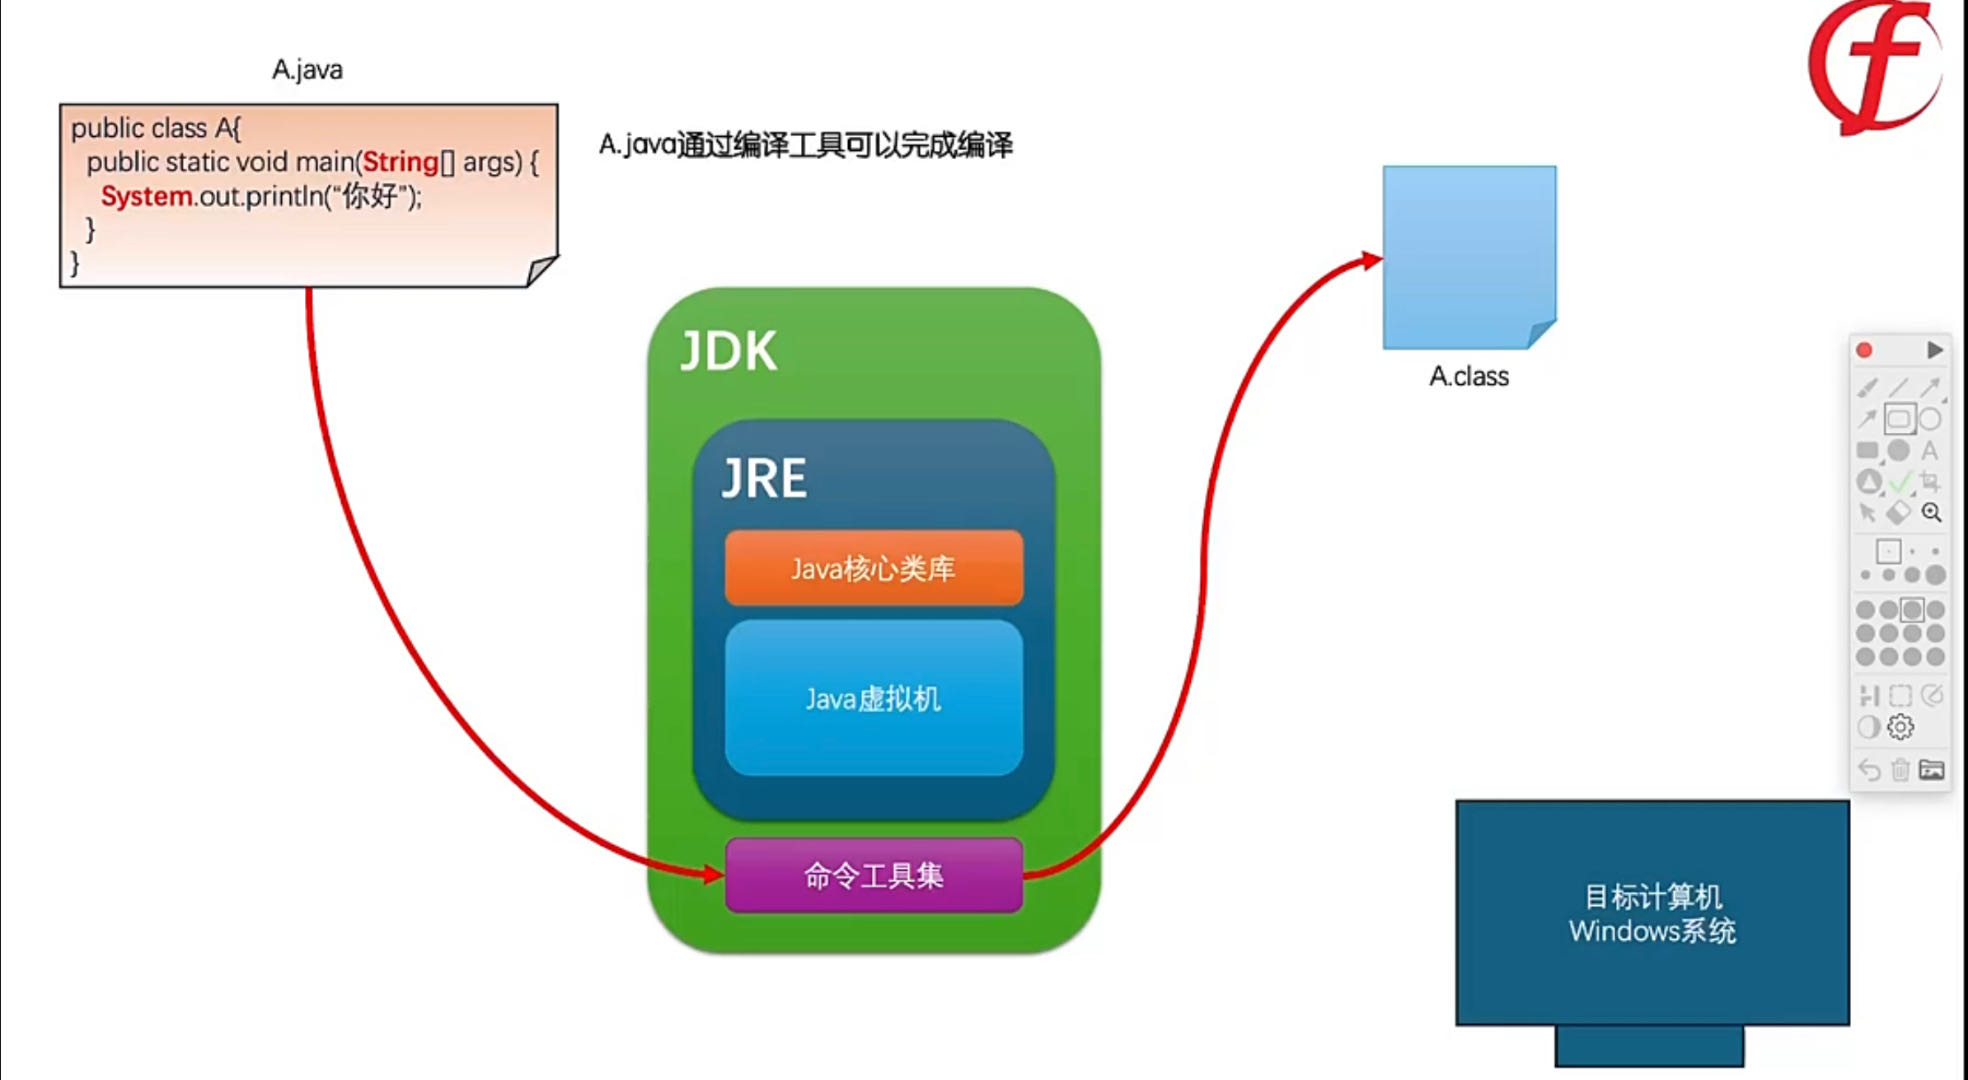 A.java
public class A{
public static void main(String[] args) {
System.out.println(“你好”);
}
}
A.java通过编译工具可以完成编译
A.class
JDK
JRE
Java核心类库
Java虚拟机
命令工具集
目标计算机
Windows系统